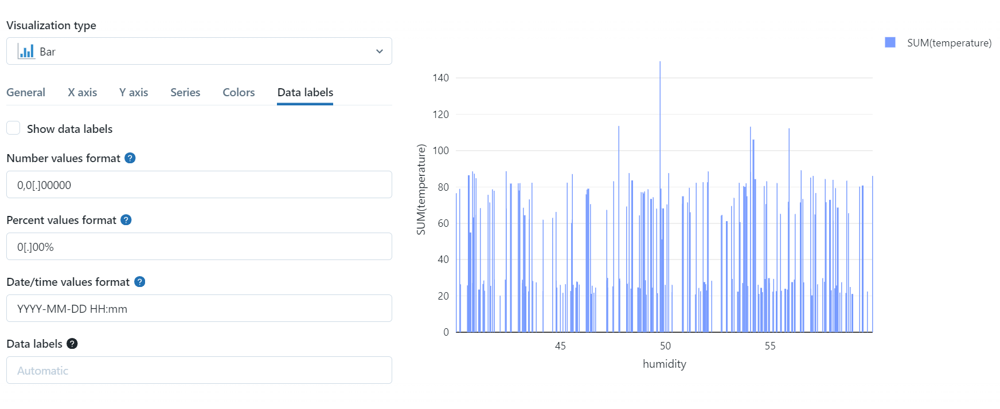 Visualization type
Bar
General X axis Y axis Series Colors Data labels
Show data labels
Number values format ?
0,0[.]00000
Percent values format ?
0[.]00%
Date/time values format ?
YYYY-MM-DD HH:mm
Data labels ?
Automatic
SUM(temperature)
140
120
100
80
60
40
20
0
SUM(temperature)
45 50 55
humidity